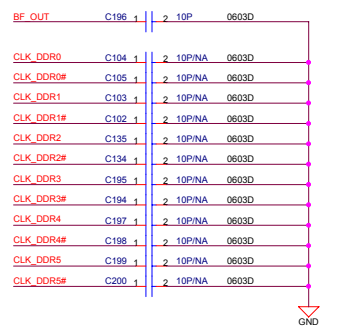 BF_OUT C196 1 2 10P 0603D
CLK_DDR0 C104 1 2 10P/NA 0603D
CLK_DDR0# C105 1 2 10P/NA 0603D
CLK_DDR1 C103 1 2 10P/NA 0603D
CLK_DDR1# C102 1 2 10P/NA 0603D
CLK_DDR2 C135 1 2 10P/NA 0603D
CLK_DDR2# C134 1 2 10P/NA 0603D
CLK_DDR3 C195 1 2 10P/NA 0603D
CLK_DDR3# C194 1 2 10P/NA 0603D
CLK_DDR4 C197 1 2 10P/NA 0603D
CLK_DDR4# C198 1 2 10P/NA 0603D
CLK_DDR5 C199 1 2 10P/NA 0603D
CLK_DDR5# C200 1 2 10P/NA 0603D
GND